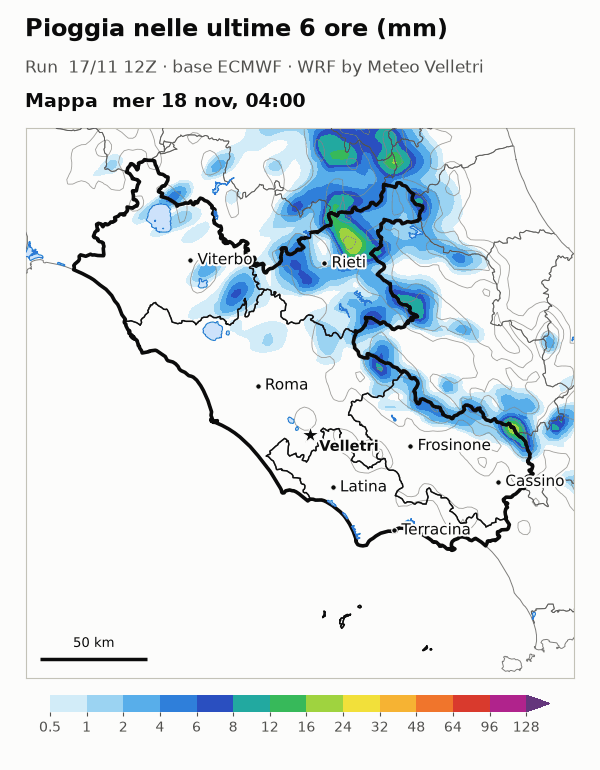 Pioggia nelle ultime 6 ore (mm)
Run 17/11 12Z · base ECMWF · WRF by Meteo Velletri
Mappa mer 18 nov, 04:00
Viterbo
Rieti
Roma
Velletri
Frosinone
Latina
Cassino
Terracina
50 km
0.5 1 2 4 6 8 12 16 24 32 48 64 96 128